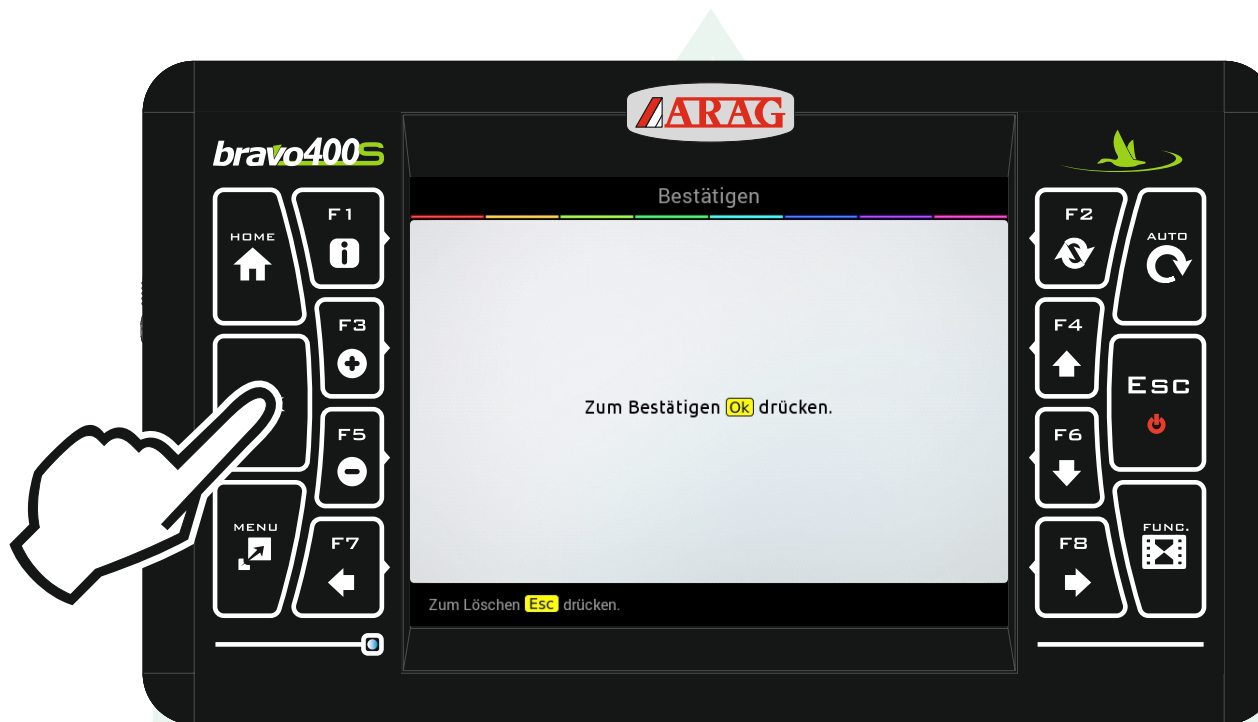 ARAG
bravo400S
Bestätigen
HOME
F1
F2
AUTO
F3
F4
Esc
Zum Bestätigen Ok drücken.
F5
F6
MENU
F7
F8
FUNC.
Zum Löschen Esc drücken.